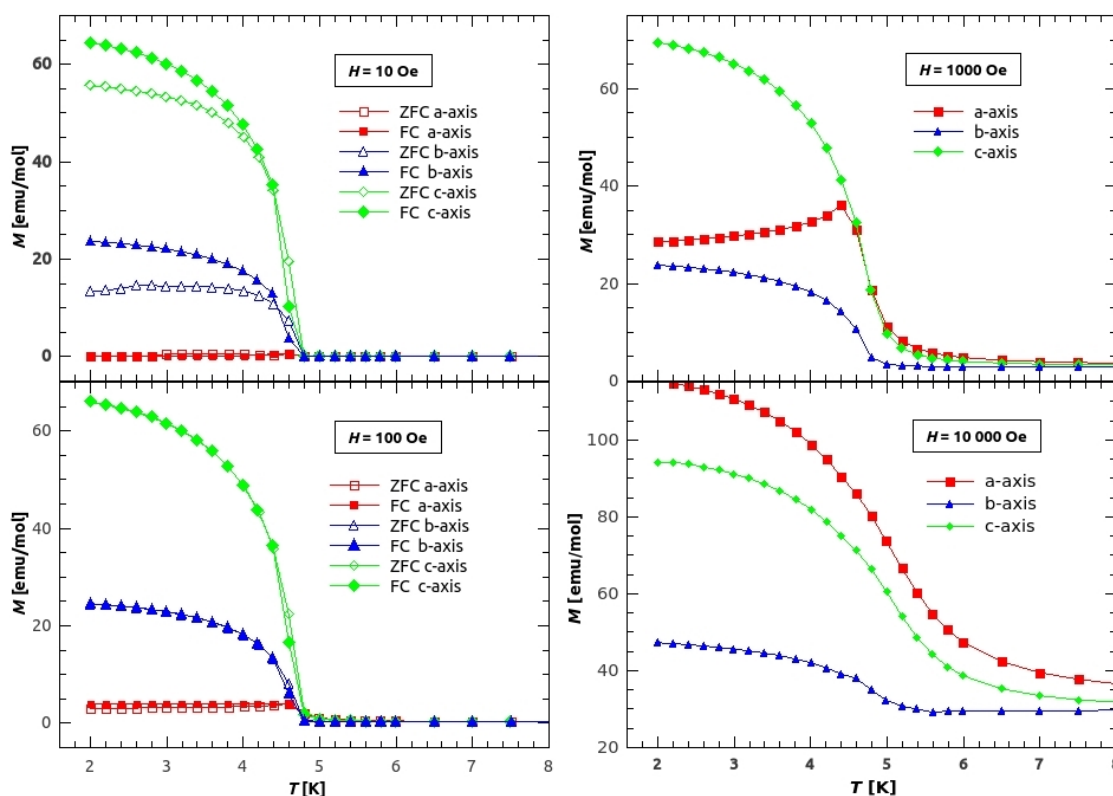 60
40
20
0
M [emu/mol]
H = 10 Oe
ZFC a-axis
FC a-axis
ZFC b-axis
FC b-axis
ZFC c-axis
FC c-axis
60
40
20
0
M [emu/mol]
H = 1000 Oe
a-axis
b-axis
c-axis
60
40
20
0
M [emu/mol]
H = 100 Oe
ZFC a-axis
FC a-axis
ZFC b-axis
FC b-axis
ZFC c-axis
FC c-axis
2 3 4 5 6 7 8
T [K]
100
80
60
40
20
M [emu/mol]
H = 10 000 Oe
a-axis
b-axis
c-axis
2 3 4 5 6 7 8
T [K]